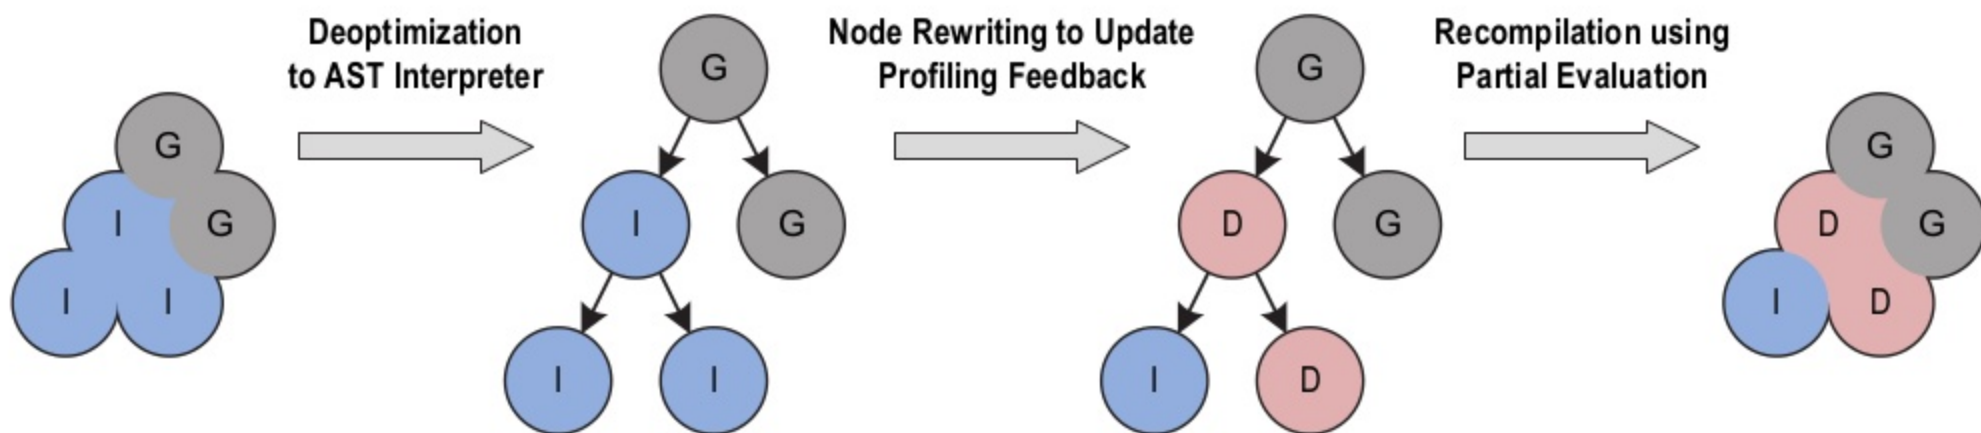 Deoptimization
to AST Interpreter
Node Rewriting to Update
Profiling Feedback
Recompilation using
Partial Evaluation
G
I
G
I
I
G
I
G
I
I
G
D
G
I
D
G
D
G
I
D